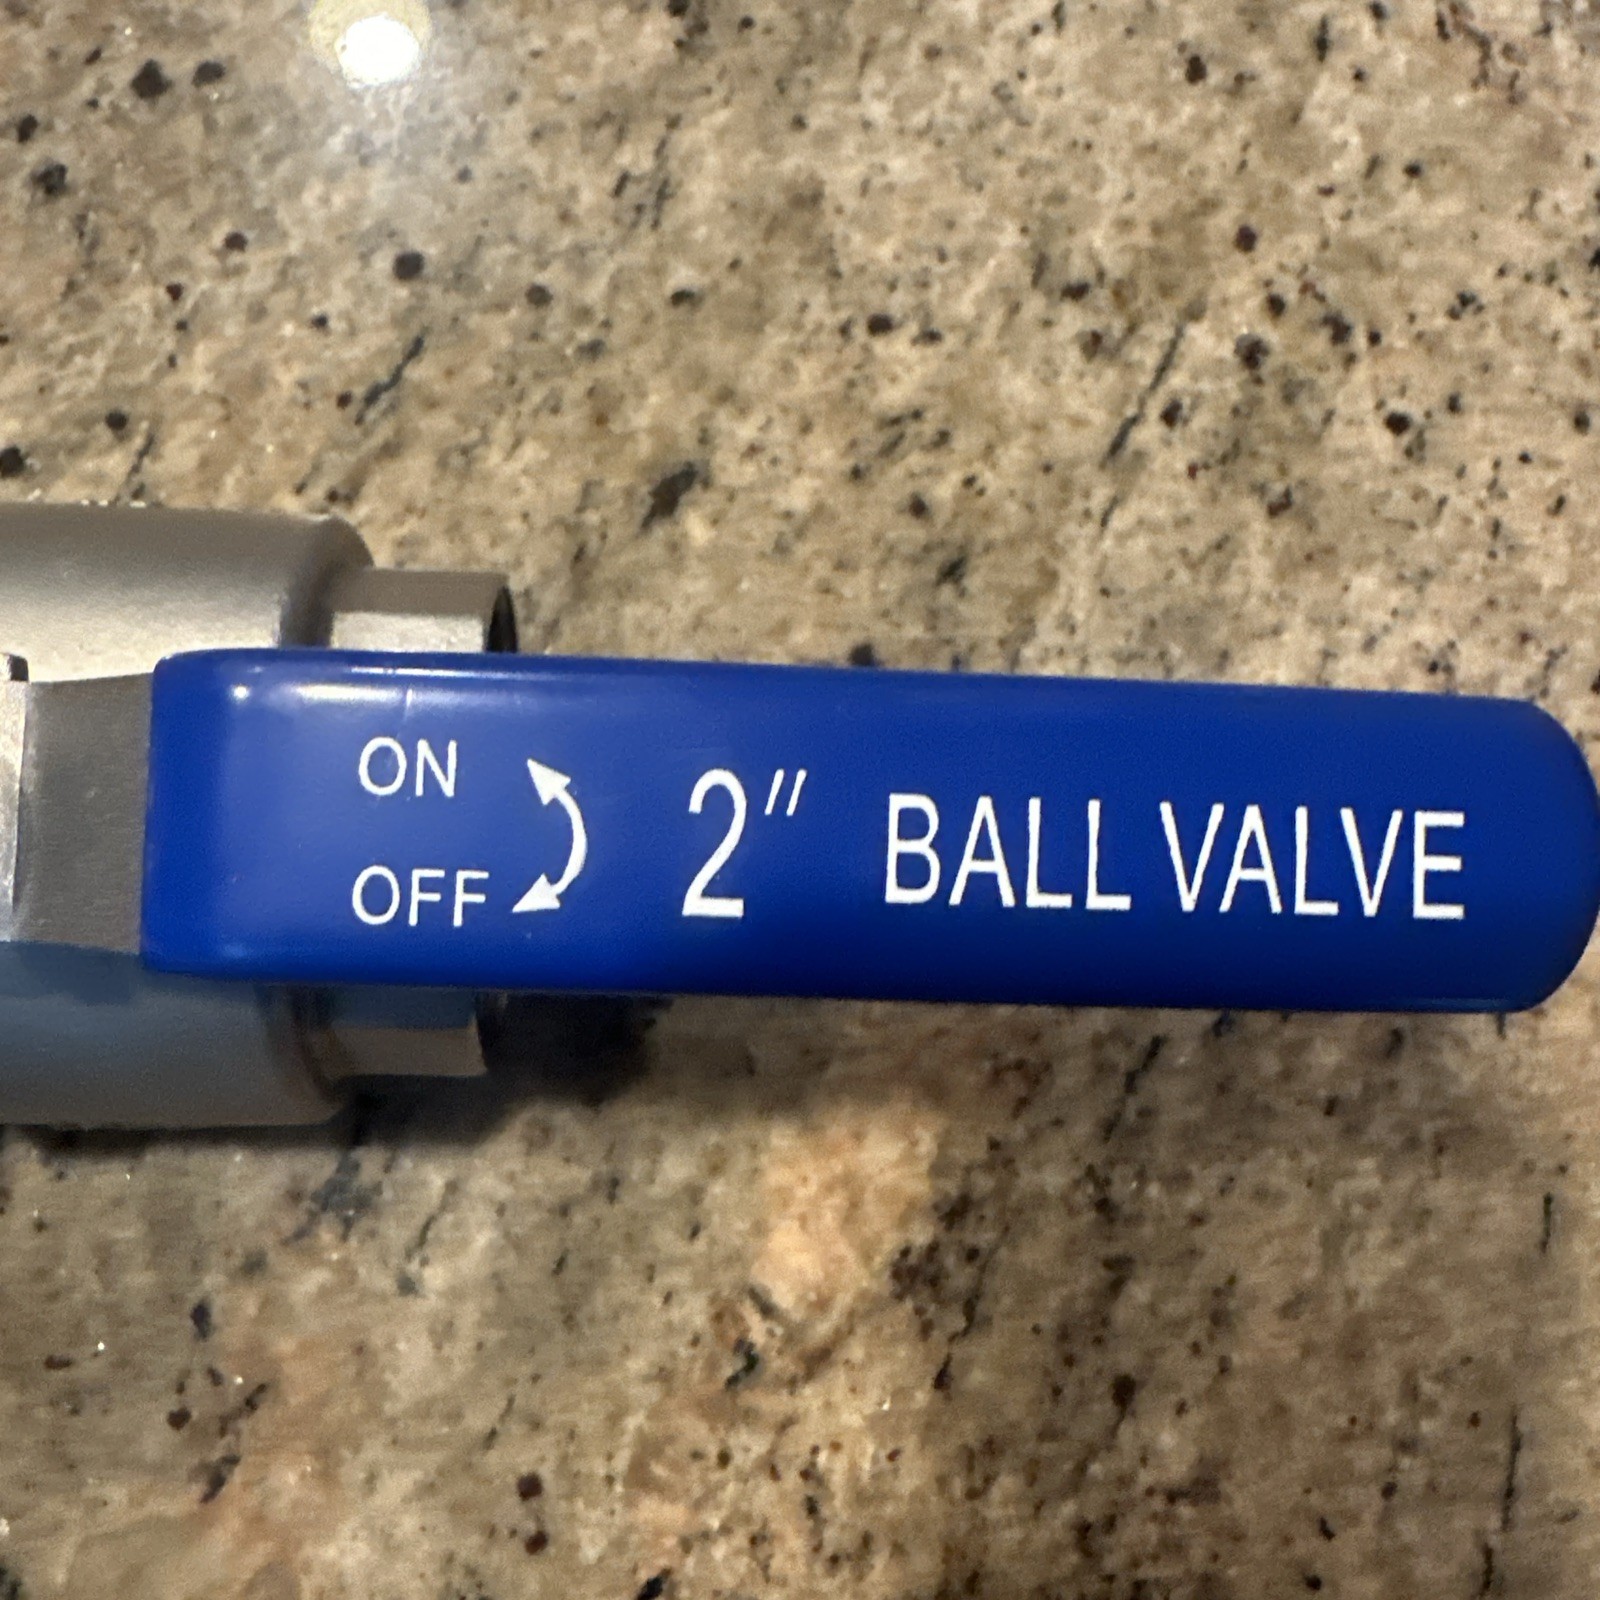 ON
OFF
2" BALL VALVE